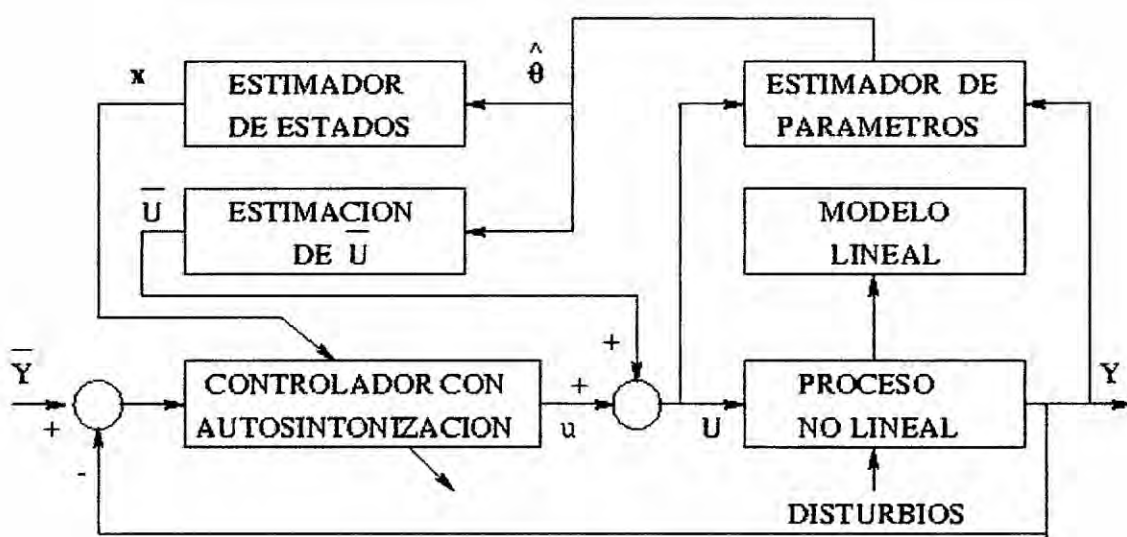 x
ESTIMADOR
DE ESTADOS
θ̂
ESTIMADOR DE
PARAMETROS
U̅
ESTIMACION
DE U̅
MODELO
LINEAL
Y̅
+
-
CONTROLADOR CON
AUTOSINTONIZACION
+
u
+
U
PROCESO
NO LINEAL
Y
DISTURBIOS